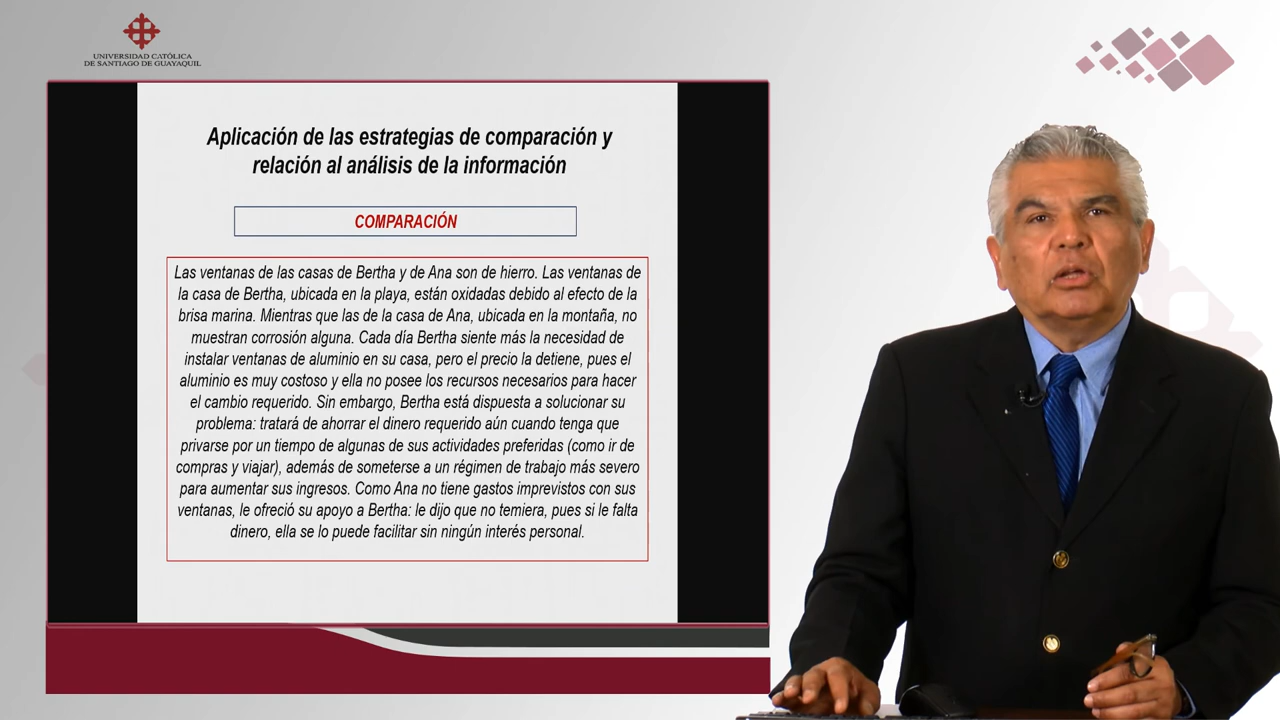 UNIVERSIDAD CATÓLICA
DE SANTIAGO DE GUAYAQUIL
Aplicación de las estrategias de comparación y
relación al análisis de la información
COMPARACIÓN
Las ventanas de las casas de Bertha y de Ana son de hierro. Las ventanas de
la casa de Bertha, ubicada en la playa, están oxidadas debido al efecto de la
brisa marina. Mientras que las de la casa de Ana, ubicada en la montaña, no
muestran corrosión alguna. Cada día Bertha siente más la necesidad de
instalar ventanas de aluminio en su casa, pero el precio la detiene, pues el
aluminio es muy costoso y ella no posee los recursos necesarios para hacer
el cambio requerido. Sin embargo, Bertha está dispuesta a solucionar su
problema: tratará de ahorrar el dinero requerido aún cuando tenga que
privarse por un tiempo de algunas de sus actividades preferidas (como ir de
compras y viajar), además de someterse a un régimen de trabajo más severo
para aumentar sus ingresos. Como Ana no tiene gastos imprevistos con sus
ventanas, le ofreció su apoyo a Bertha: le dijo que no temiera, pues si le falta
dinero, ella se lo puede facilitar sin ningún interés personal.